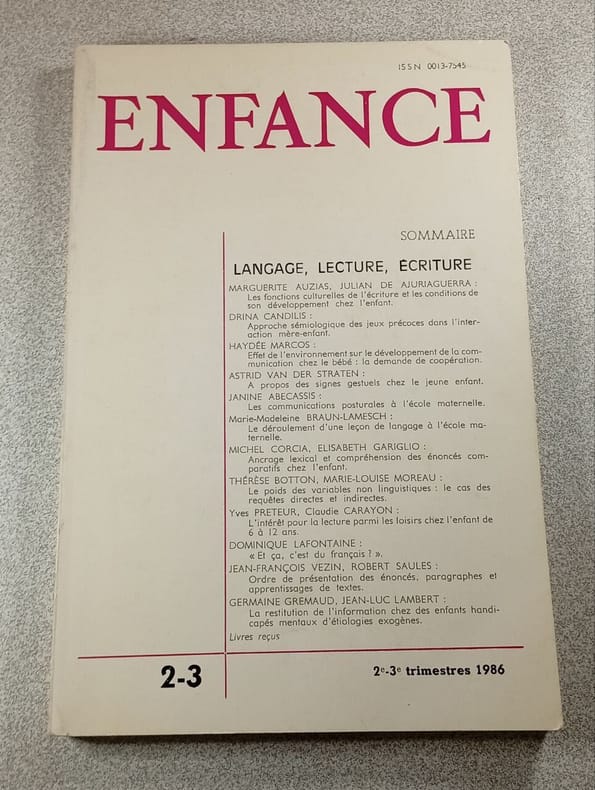 ISSN 0013-7545
ENFANCE
SOMMAIRE
LANGAGE, LECTURE, ÉCRITURE
MARGUERITE AUZIAS, JULIAN DE AJURIAGUERRA :
Les fonctions culturelles de l'écriture et les conditions de
son développement chez l'enfant.
DRINA CANDILIS :
Approche sémiologique des jeux précoces dans l'inter-
action mère-enfant.
HAYDÉE MARCOS :
Effet de l'environnement sur le développement de la com-
munication chez le bébé : la demande de coopération.
ASTRID VAN DER STRATEN :
A propos des signes gestuels chez le jeune enfant.
JANINE ABECASSIS :
Les communications posturales à l'école maternelle.
Marie-Madeleine BRAUN-LAMESCH :
Le déroulement d'une leçon de langage à l'école ma-
ternelle.
MICHEL CORCIA, ELISABETH GARIGLIO :
Ancrage lexical et compréhension des énoncés com-
paratifs chez l'enfant.
THÉRÈSE BOTTON, MARIE-LOUISE MOREAU :
Le poids des variables non linguistiques : le cas des
requêtes directes et indirectes.
Yves PRETEUR, Claudie CARAYON :
L'intérêt pour la lecture parmi les loisirs chez l'enfant de
6 à 12 ans.
DOMINIQUE LAFONTAINE :
« Et ça, c'est du français ? ».
JEAN-FRANÇOIS VEZIN, ROBERT SAULES :
Ordre de présentation des énoncés, paragraphes et
apprentissages de textes.
GERMAINE GREMAUD, JEAN-LUC LAMBERT :
La restitution de l'information chez des enfants handi-
capés mentaux d'étiologies exogènes.
Livres reçus
2-3
2e-3e trimestres 1986